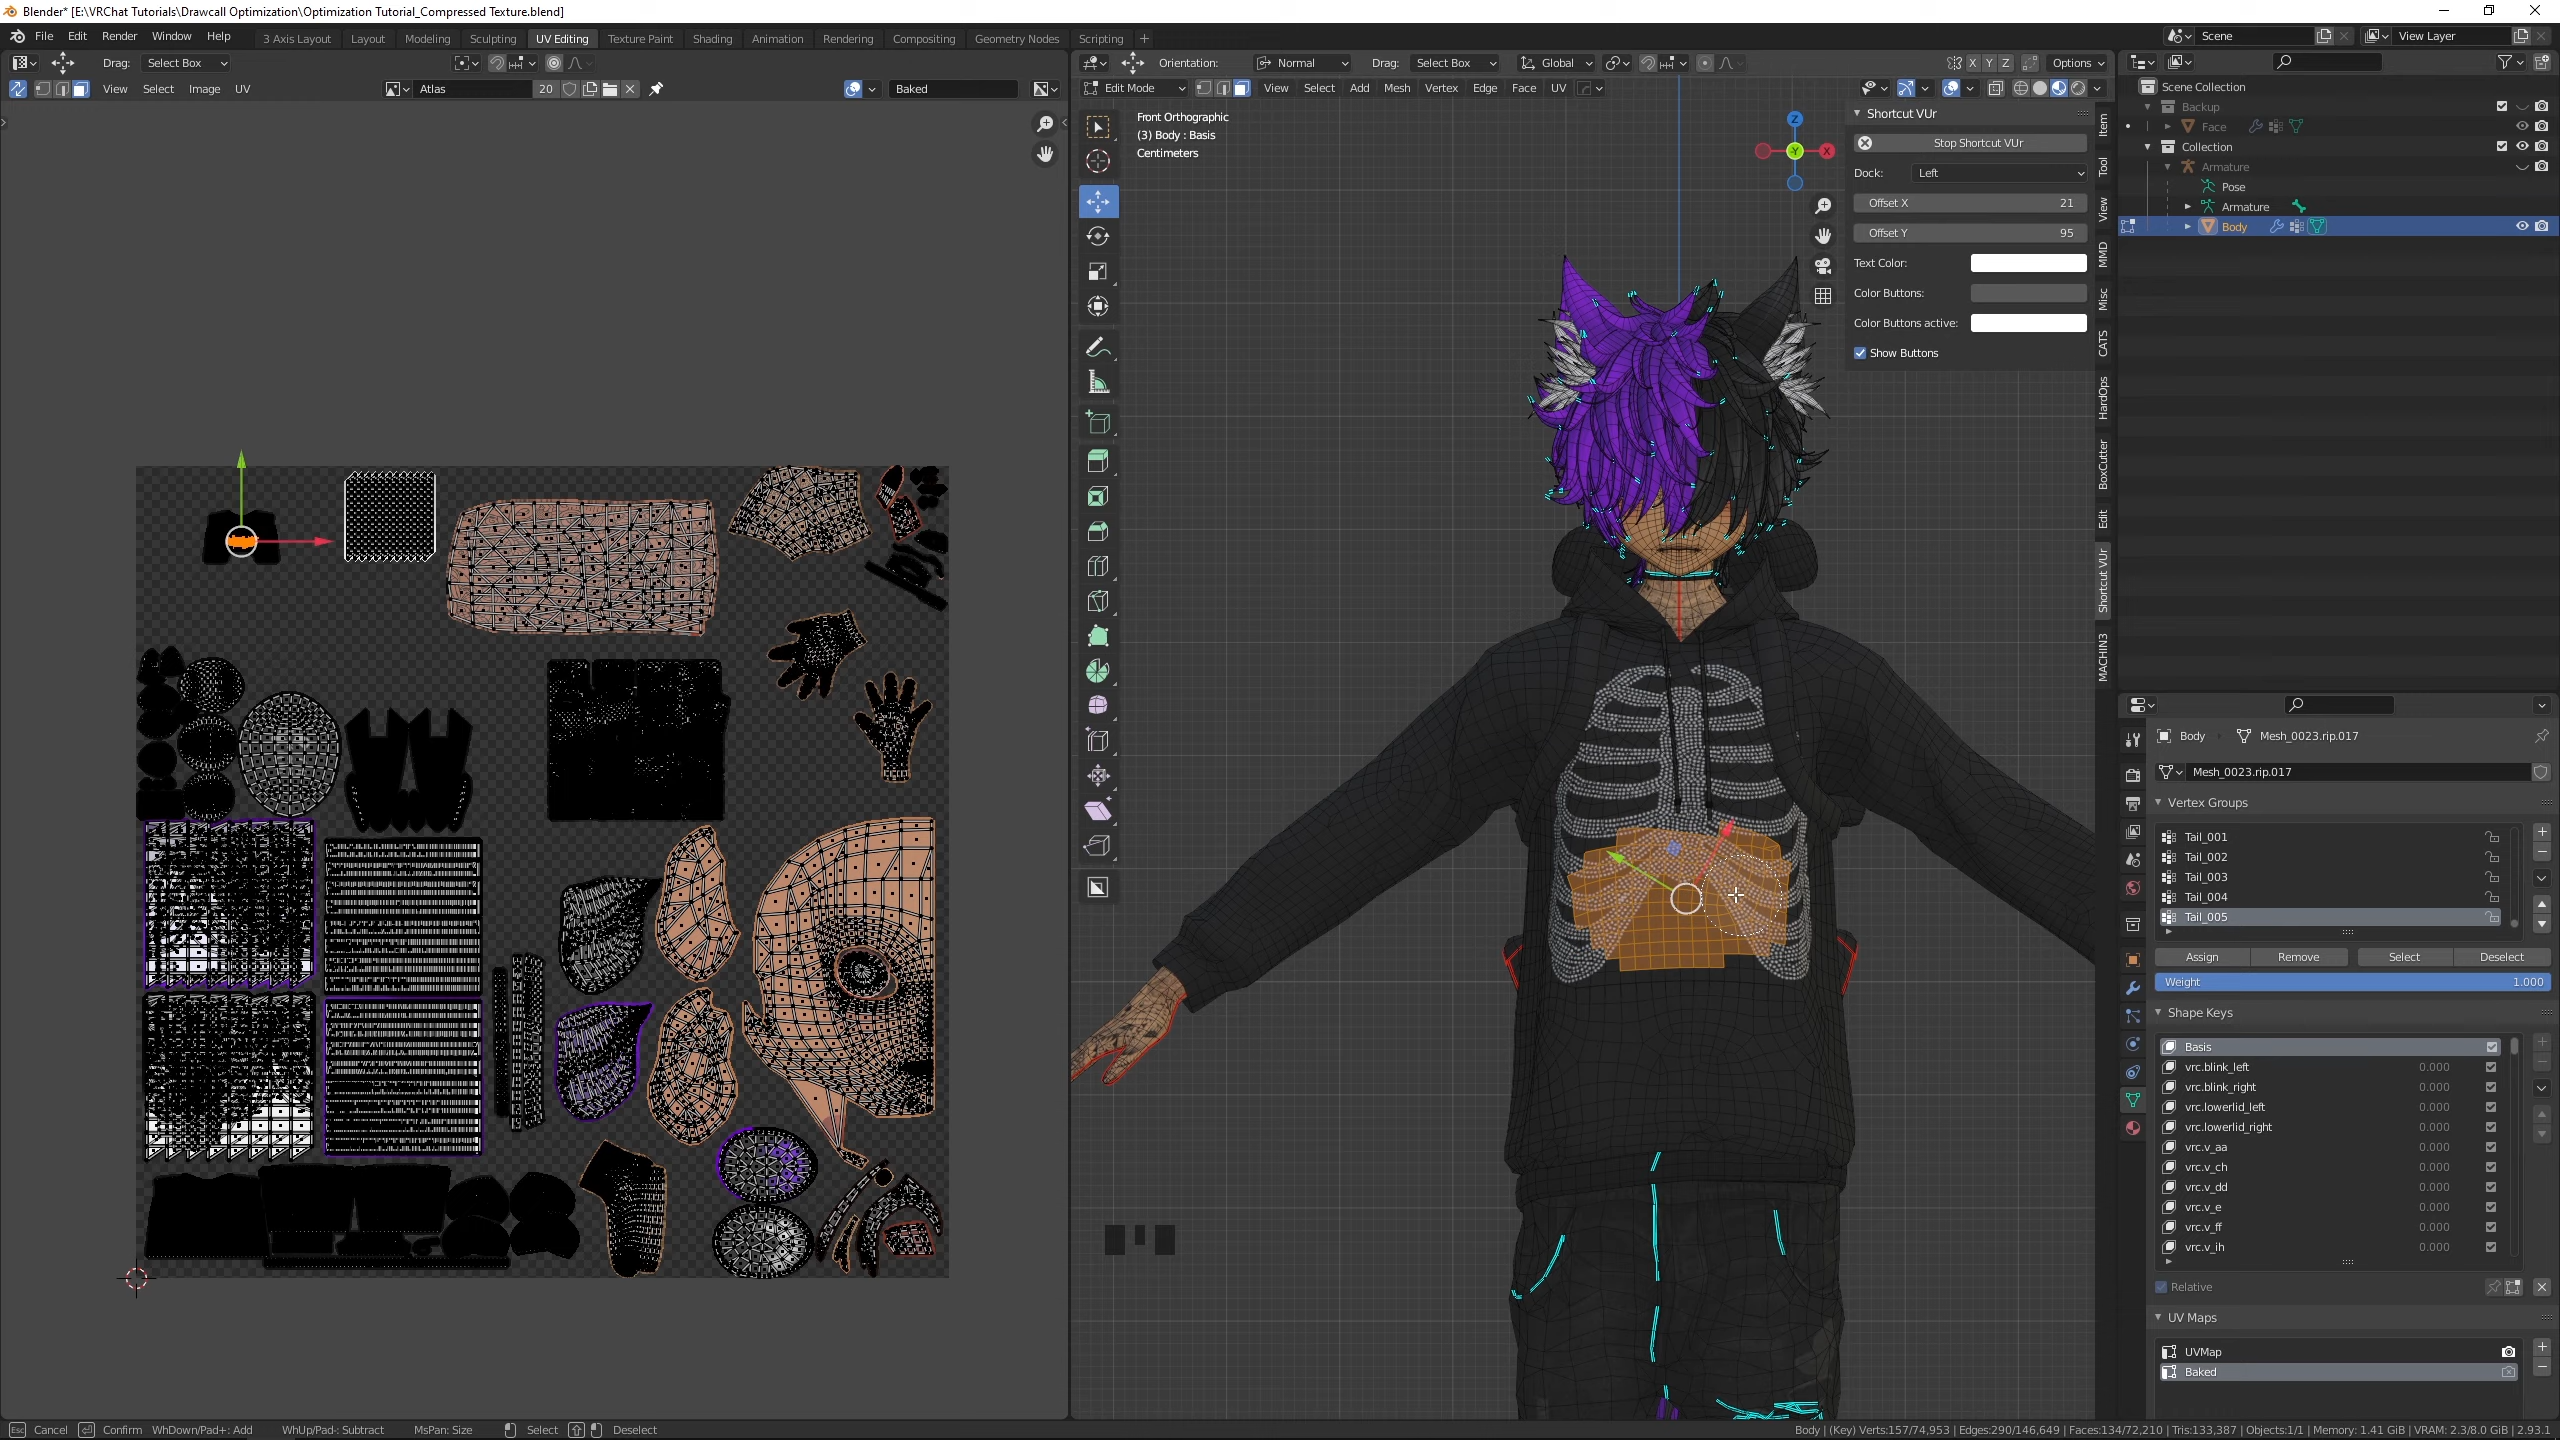 Blender* [E:\VRChat Tutorials\Drawcall Optimization\Optimization Tutorial_Compressed Texture.blend]
File Edit Render Window Help 3 Axis Layout Layout Modeling Sculpting UV Editing Texture Paint Shading Animation Rendering Compositing Geometry Nodes Scripting + Scene View Layer
Drag: Select Box Orientation: Normal Drag: Select Box Global X Y Z Options
View Select Image UV Atlas 20 Baked Edit Mode View Select Add Mesh Vertex Edge Face UV
Front Orthographic
(3) Body : Basis
Centimeters
Z
Y
X
Shortcut VUr
Stop Shortcut VUr
Dock: Left
Offset X 21
Offset Y 95
Text Color:
Color Buttons:
Color Buttons active:
Show Buttons
Item
Tool
View
MMD
Misc
CATS
HardOps
BoxCutter
Edit
Shortcut VUr
MACHIN3
Scene Collection
Backup
Face
Collection
Armature
Pose
Armature
Body
Body Mesh_0023.rip.017
Mesh_0023.rip.017
Vertex Groups
Tail_001
Tail_002
Tail_003
Tail_004
Tail_005
Assign Remove Select Deselect
Weight 1.000
Shape Keys
Basis
vrc.blink_left 0.000
vrc.blink_right 0.000
vrc.lowerlid_left 0.000
vrc.lowerlid_right 0.000
vrc.v_aa 0.000
vrc.v_ch 0.000
vrc.v_dd 0.000
vrc.v_e 0.000
vrc.v_ff 0.000
vrc.v_ih 0.000
Relative
UV Maps
UVMap
Baked
Esc Cancel Confirm WhDown/Pad+: Add WhUp/Pad-: Subtract MsPan: Size Select Deselect Body | (Key) Verts:157/74,953 | Edges:290/146,649 | Faces:134/72,210 | Tris:133,387 | Objects:1/1 | Memory: 1.41 GiB | VRAM: 2.3/8.0 GiB | 2.93.1